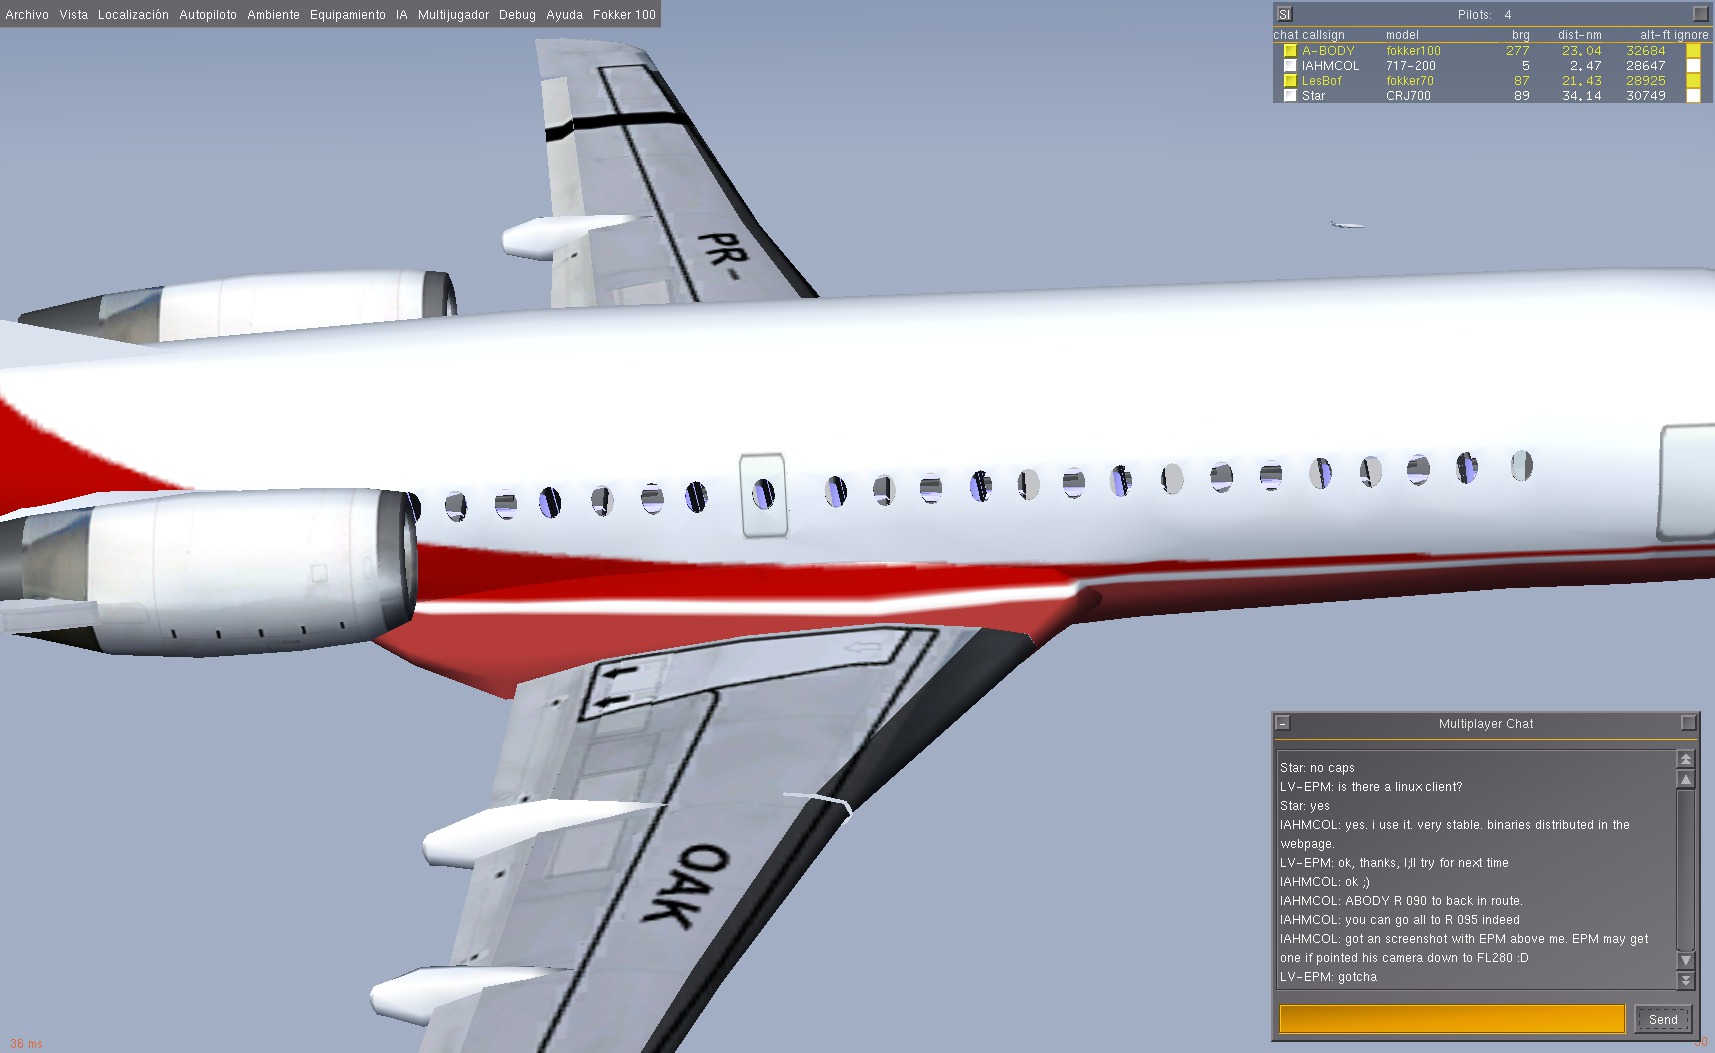 Archivo Vista Localización Autopiloto Ambiente Equipamiento IA Multijugador Debug Ayuda Fokker 100
SI Pilots: 4
chat callsign model brg dist-nm alt-ft ignore
A-BODY fokker100 277 23.04 32684
IAHMCOL 717-200 5 2.47 28647
LesBof fokker70 87 21.43 28925
Star CRJ700 89 34.14 30749
PR-
OAK
- Multiplayer Chat
Star: no caps
LV-EPM: is there a linux client?
Star: yes
IAHMCOL: yes. i use it. very stable. binaries distributed in the
webpage.
LV-EPM: ok, thanks, I;ll try for next time
IAHMCOL: ok ;)
IAHMCOL: ABODY R 090 to back in route.
IAHMCOL: you can go all to R 095 indeed
IAHMCOL: got an screenshot with EPM above me. EPM may get
one if pointed his camera down to FL280 :D
LV-EPM: gotcha
Send
36 ms